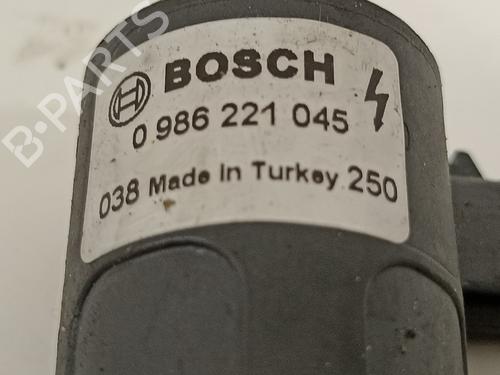 B-PARTS
BOSCH
0 986 221 045
038 Made in Turkey 250